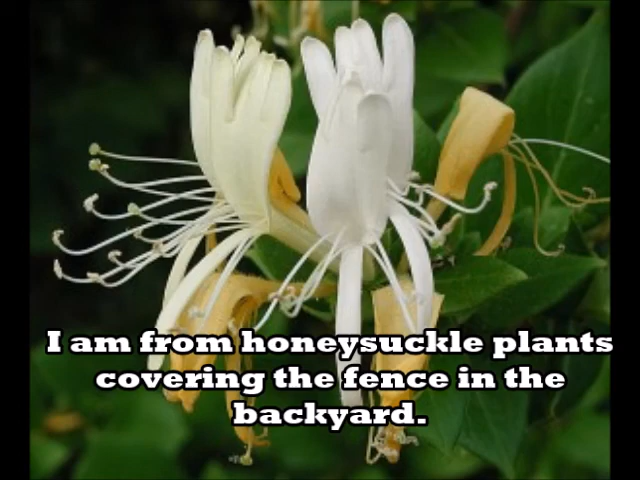 I am from honeysuckle plants
covering the fence in the
backyard.